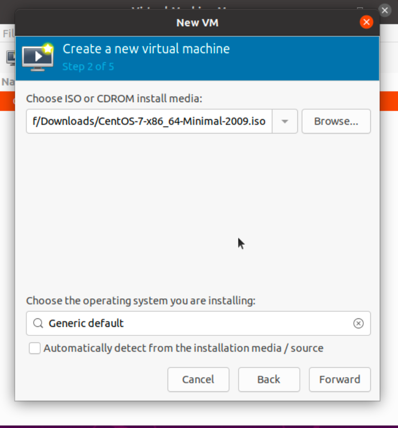 New VM
Create a new virtual machine
Step 2 of 5
Choose ISO or CDROM install media:
f/Downloads/CentOS-7-x86_64-Minimal-2009.iso
Browse...
Choose the operating system you are installing:
Generic default
Automatically detect from the installation media / source
Cancel
Back
Forward